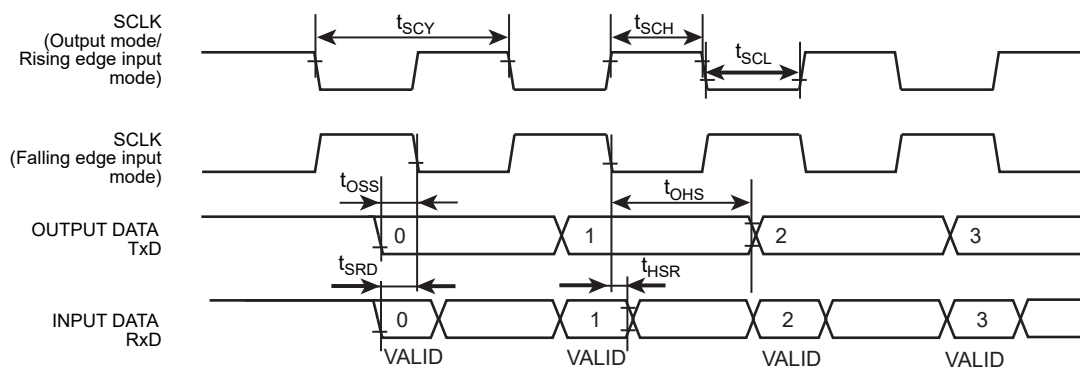 SCLK
(Output mode/
Rising edge input
mode)
tSCY
tSCH
tSCL
SCLK
(Falling edge input
mode)
tOSS
tOHS
OUTPUT DATA
TxD
0
1
2
3
tSRD
tHSR
INPUT DATA
RxD
0
1
2
3
VALID
VALID
VALID
VALID